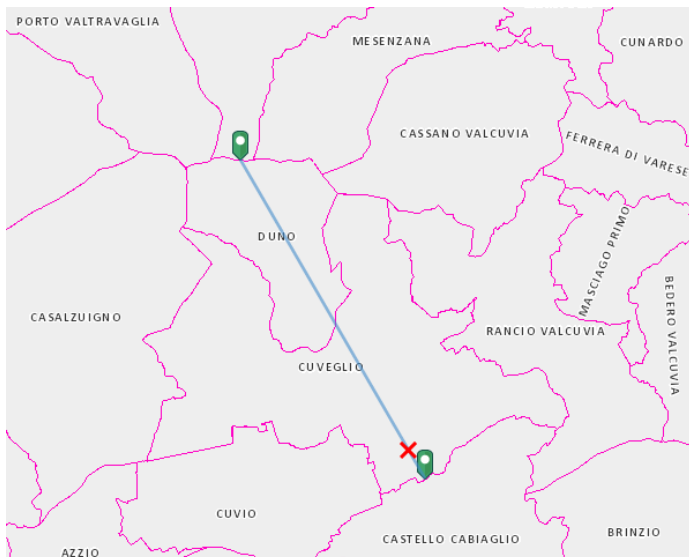 PORTO VALTRAVAGLIA
MESENZANA
CUNARDO
CASSANO VALCUVIA
FERRERA DI VARESE
DUNO
MASCIAGO PRIMO
BEDERO VALCUVIA
CASALZUIGNO
RANCIO VALCUVIA
CUVEGLIO
CUVIO
CASTELLO CABIAGLIO
BRINZIO
AZZIO